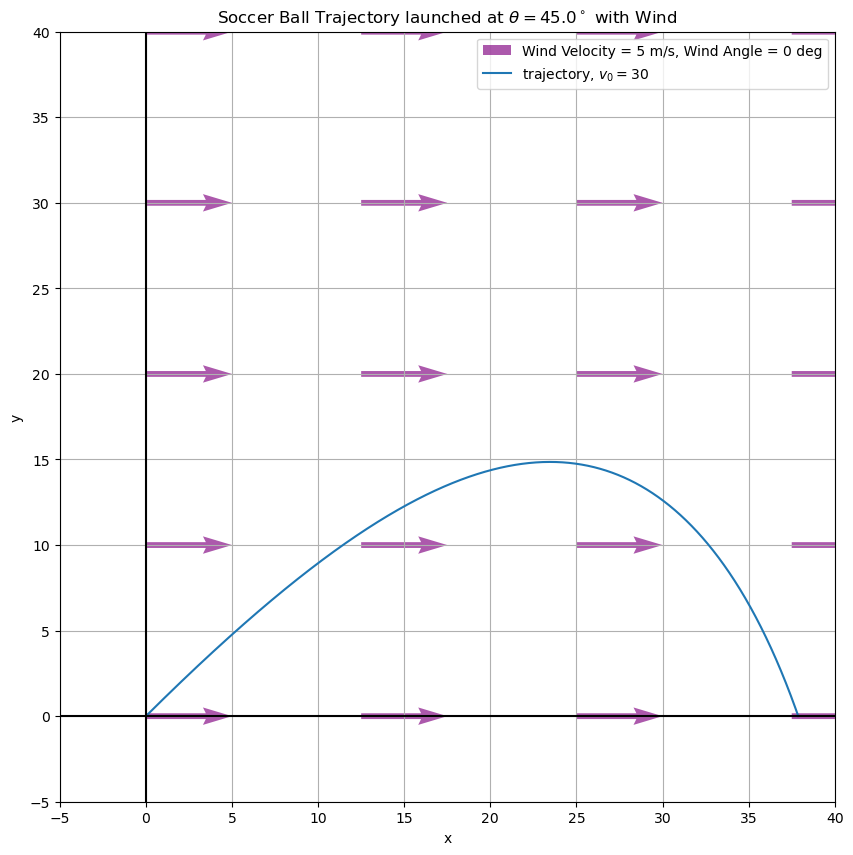 Soccer Ball Trajectory launched at θ = 45.0° with Wind
Wind Velocity = 5 m/s, Wind Angle = 0 deg
trajectory, v₀ = 30
y
40
35
30
25
20
15
10
5
0
−5
−5 0 5 10 15 20 25 30 35 40
x